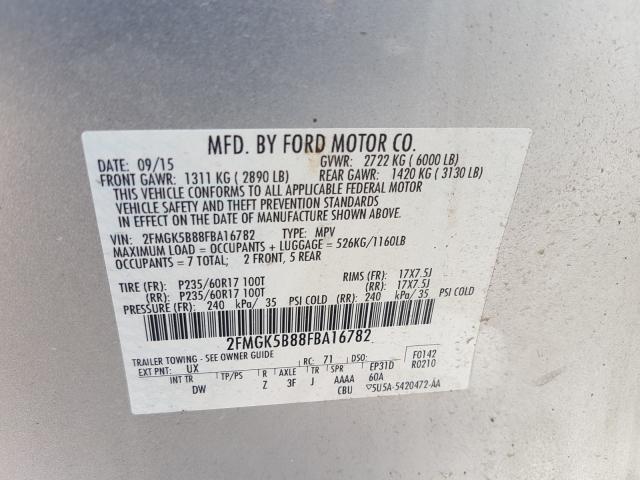 MFD. BY FORD MOTOR CO.
DATE: 09/15 GVWR: 2722 KG ( 6000 LB)
FRONT GAWR: 1311 KG ( 2890 LB) REAR GAWR: 1420 KG ( 3130 LB)
THIS VEHICLE CONFORMS TO ALL APPLICABLE FEDERAL MOTOR
VEHICLE SAFETY AND THEFT PREVENTION STANDARDS
IN EFFECT ON THE DATE OF MANUFACTURE SHOWN ABOVE.
VIN: 2FMGK5B88FBA16782 TYPE: MPV
MAXIMUM LOAD = OCCUPANTS + LUGGAGE = 526KG/1160LB
OCCUPANTS = 7 TOTAL; 2 FRONT, 5 REAR
TIRE (FR): P235/60R17 100T RIMS (FR): 17X7.5J
(RR): P235/60R17 100T (RR): 17X7.5J
PRESSURE (FR): 240 kPa/ 35 PSI COLD (RR): 240 kPa/ 35 PSI COLD
2FMGK5B88FBA16782
TRAILER TOWING - SEE OWNER GUIDE
EXT PNT: UX RC: 71 DSO: EP31D F0142
R0210
INT TR TP/PS R AXLE TR SPR 60A
DW Z 3F J AAAA CBU 5U5A-5420472-AA